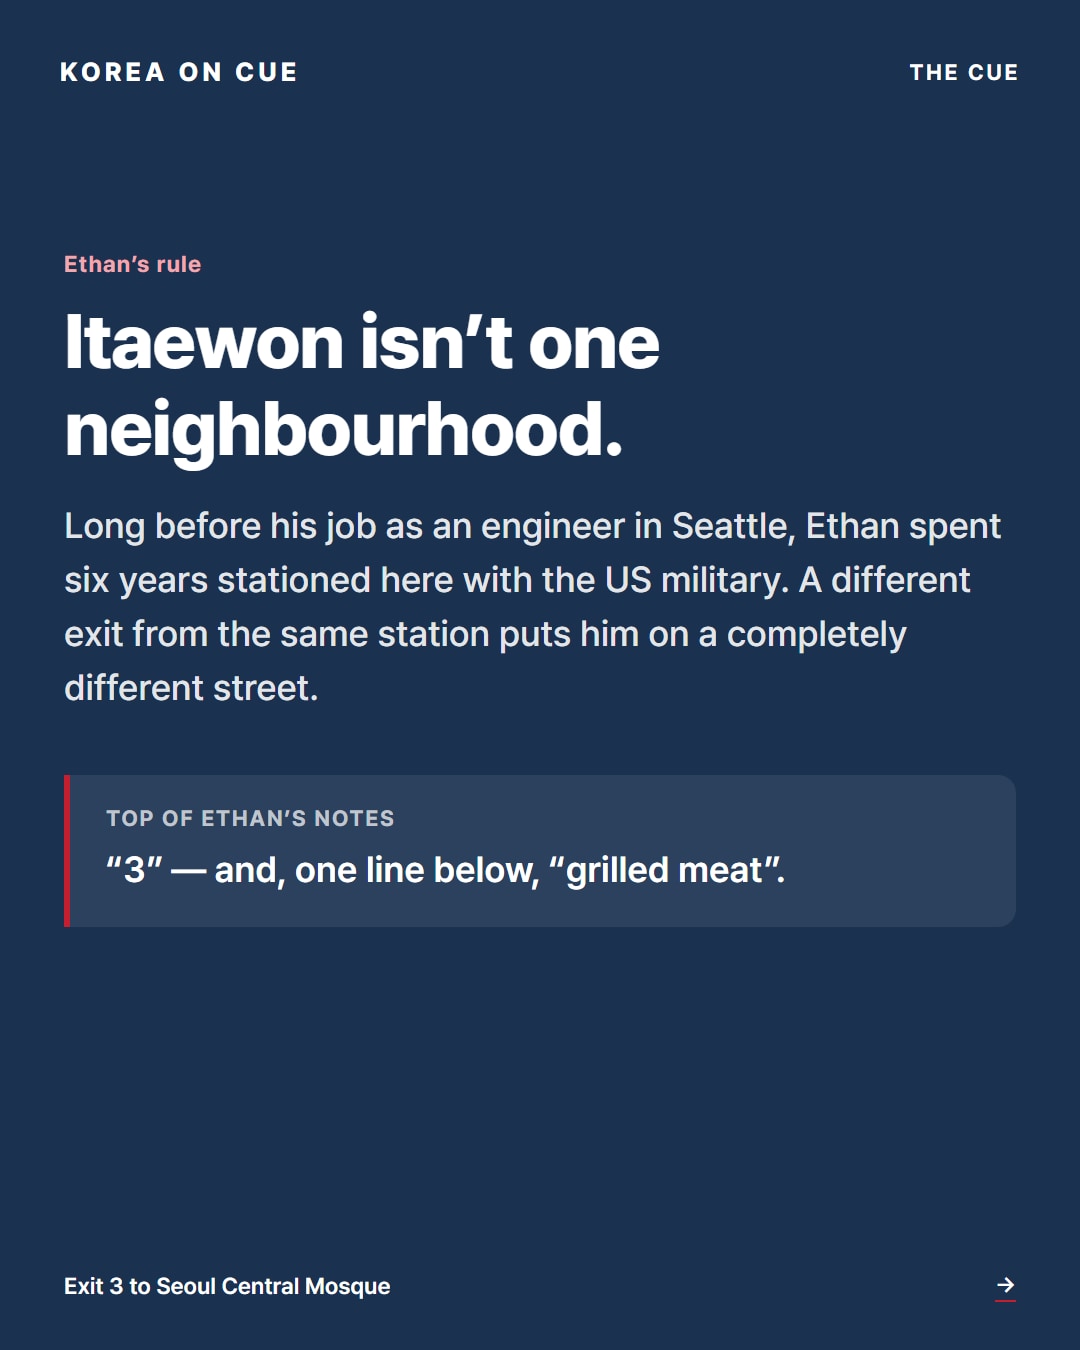 KOREA ON CUE
THE CUE
Ethan’s rule
Itaewon isn’t one
neighbourhood.
Long before his job as an engineer in Seattle, Ethan spent
six years stationed here with the US military. A different
exit from the same station puts him on a completely
different street.
TOP OF ETHAN’S NOTES
“3” — and, one line below, “grilled meat”.
Exit 3 to Seoul Central Mosque
→